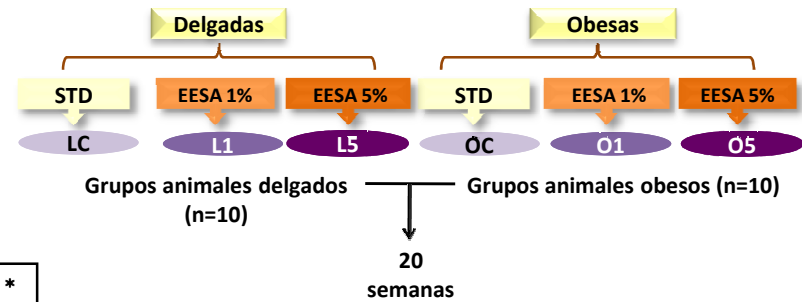 Delgadas Obesas
STD EESA 1% EESA 5% STD EESA 1% EESA 5%
LC L1 L5 OC O1 O5
Grupos animales delgados Grupos animales obesos (n=10)
(n=10)
20
semanas
*